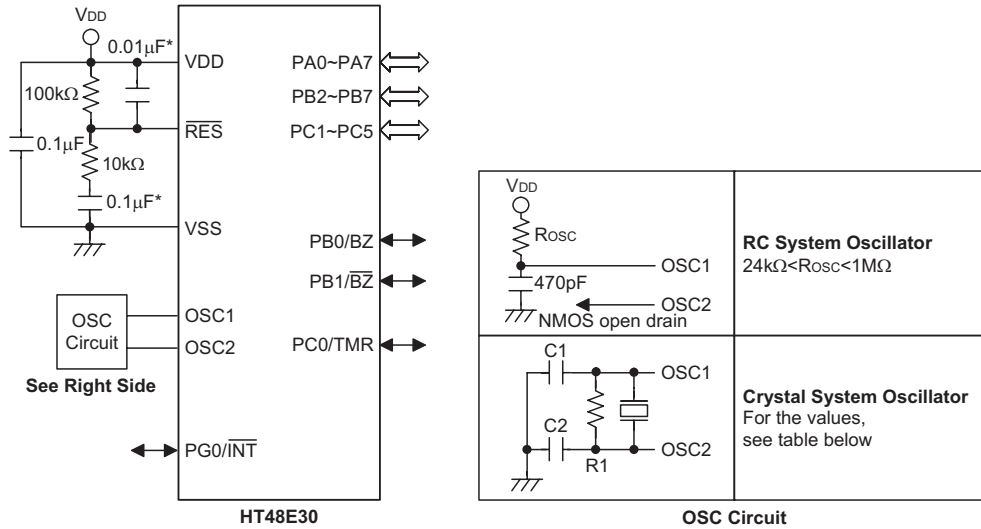 VDD
0.01μF*
VDD
100kΩ
R̅E̅S̅
0.1μF
10kΩ
0.1μF*
VSS
OSC
Circuit
OSC1
OSC2
See Right Side
PG0/I̅N̅T̅
PA0~PA7
PB2~PB7
PC1~PC5
PB0/BZ
PB1/B̅Z̅
PC0/TMR
HT48E30
VDD
ROSC
OSC1
470pF
OSC2
NMOS open drain
RC System Oscillator
24kΩ<ROSC<1MΩ
C1
OSC1
C2
OSC2
R1
Crystal System Oscillator
For the values,
see table below
OSC Circuit